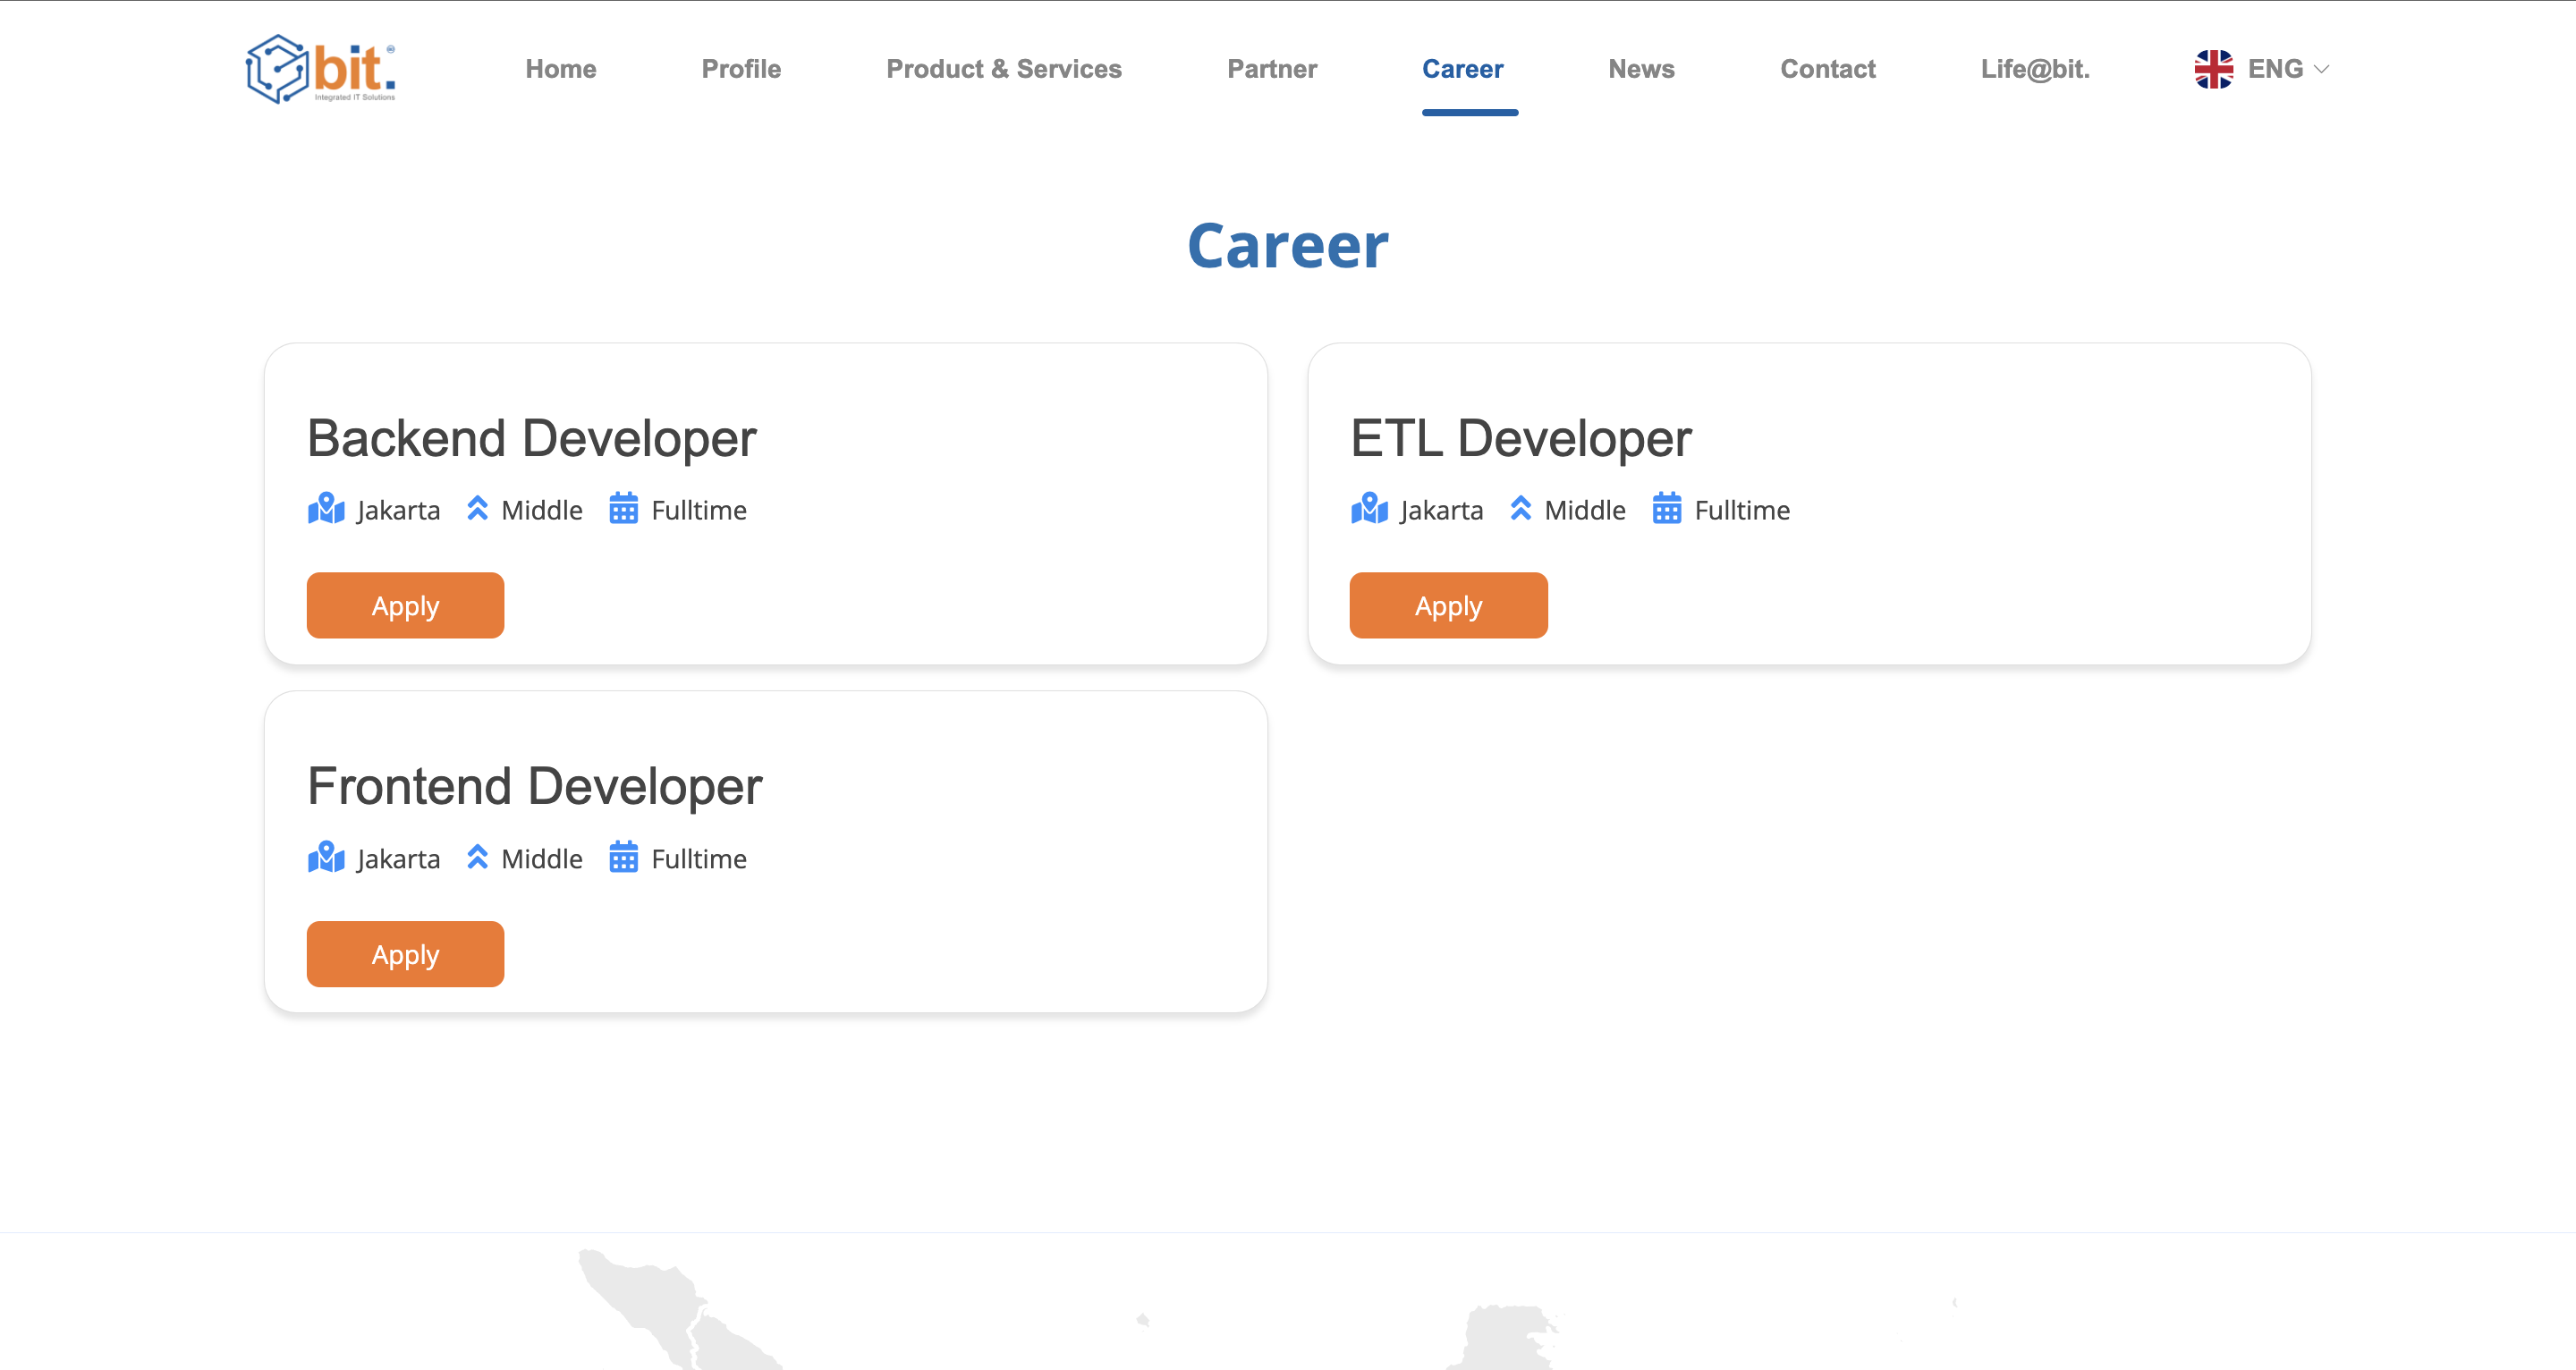 bit.
Integrated IT Solutions
Home
Profile
Product & Services
Partner
Career
News
Contact
Life@bit.
ENG
Career
Backend Developer
Jakarta Middle Fulltime
Apply
ETL Developer
Jakarta Middle Fulltime
Apply
Frontend Developer
Jakarta Middle Fulltime
Apply